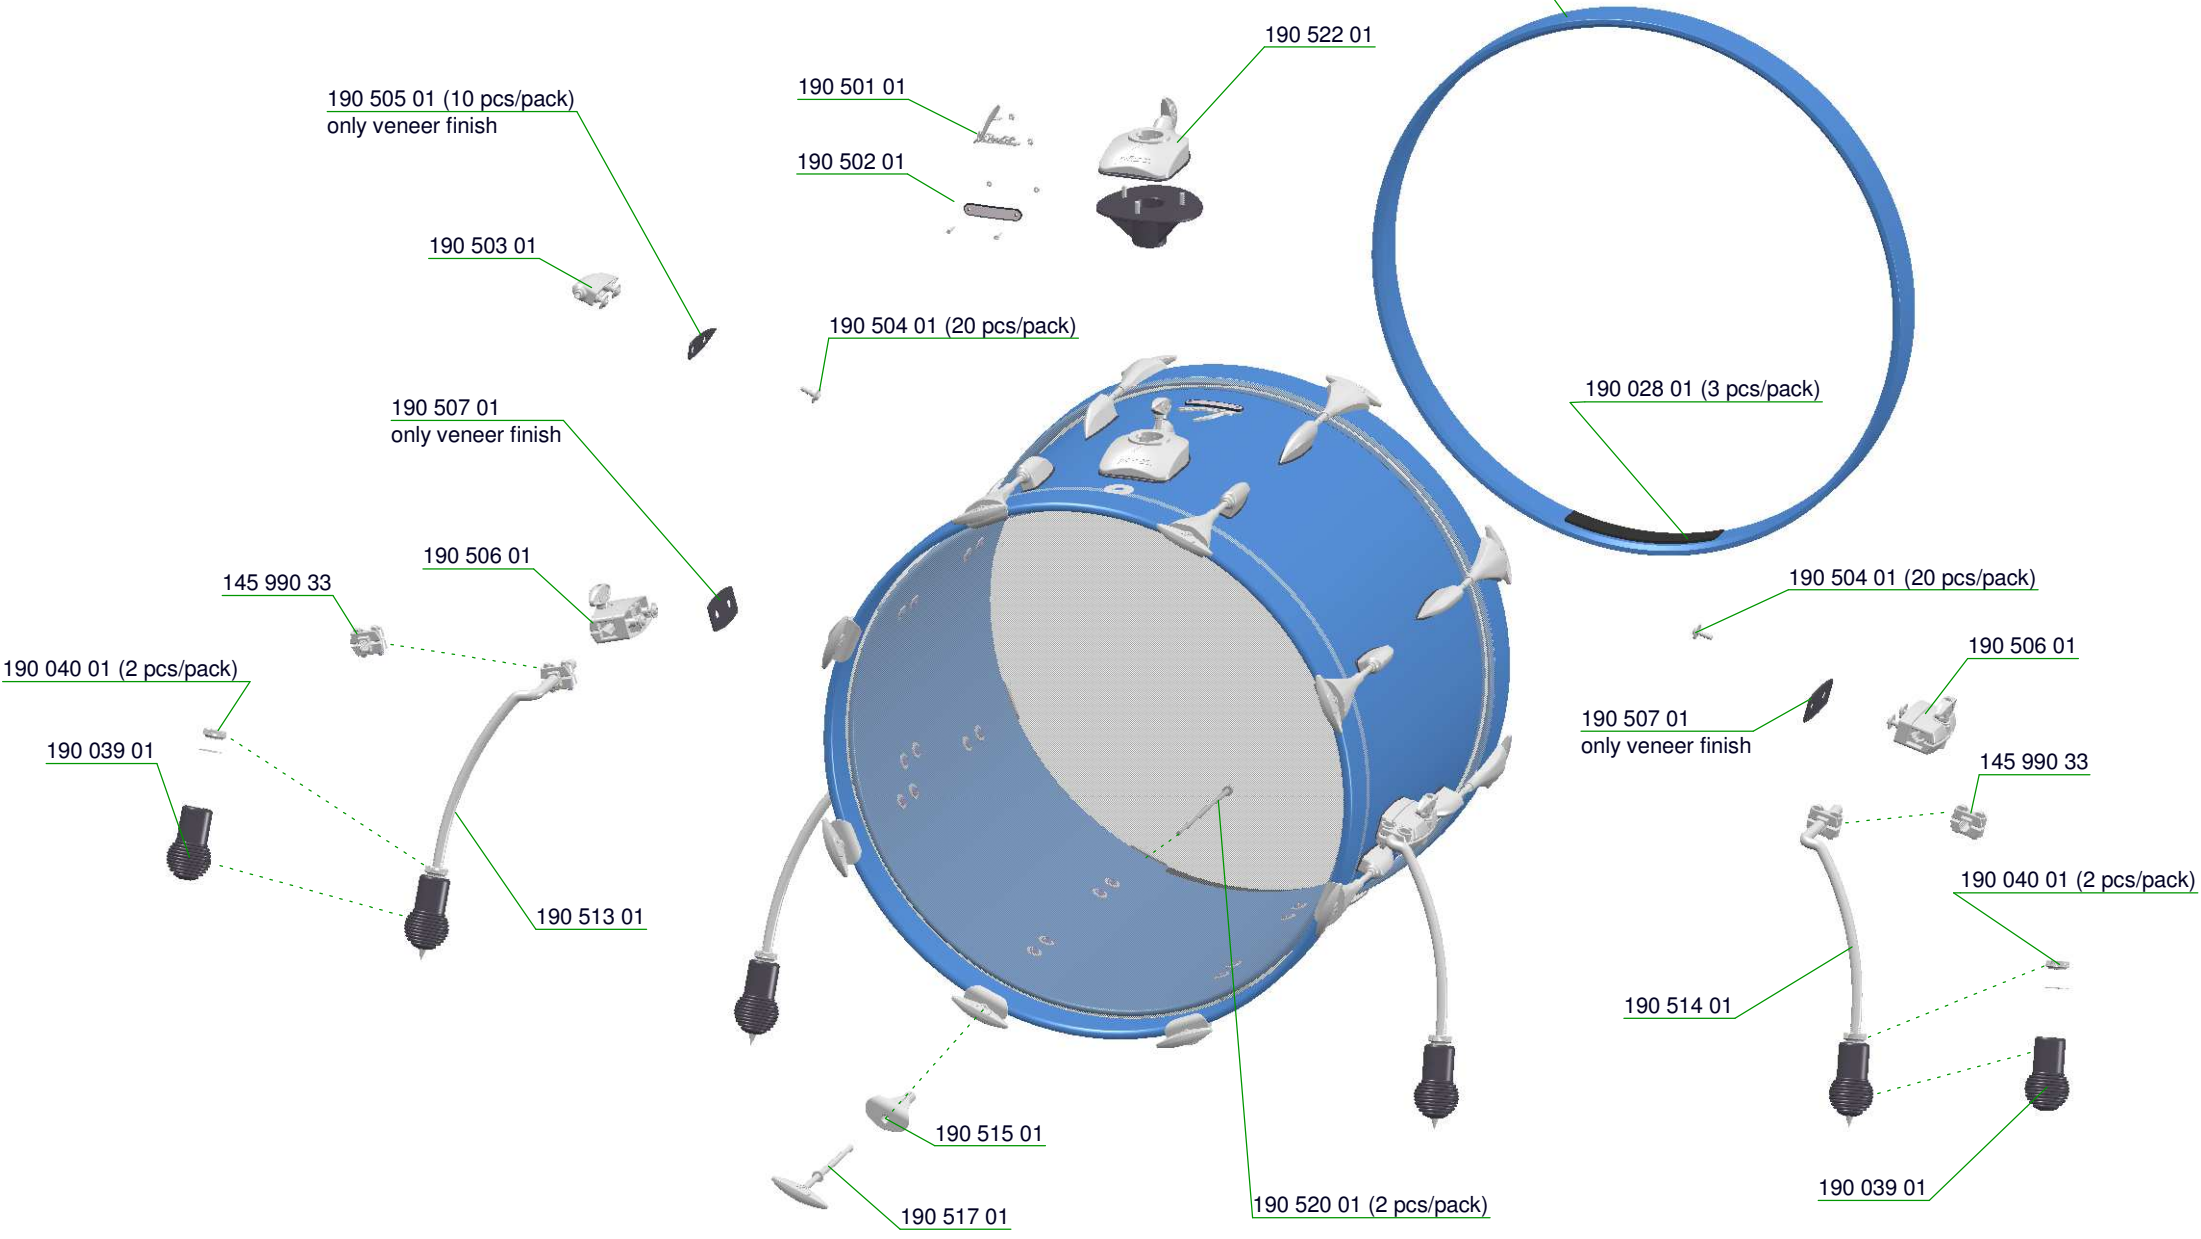 190 522 01
190 501 01
190 505 01 (10 pcs/pack)
only veneer finish
190 502 01
190 503 01
190 504 01 (20 pcs/pack)
190 028 01 (3 pcs/pack)
190 507 01
only veneer finish
190 506 01
145 990 33
190 504 01 (20 pcs/pack)
190 506 01
190 040 01 (2 pcs/pack)
190 507 01
only veneer finish
190 039 01
145 990 33
190 040 01 (2 pcs/pack)
190 513 01
190 514 01
190 515 01
190 039 01
190 520 01 (2 pcs/pack)
190 517 01